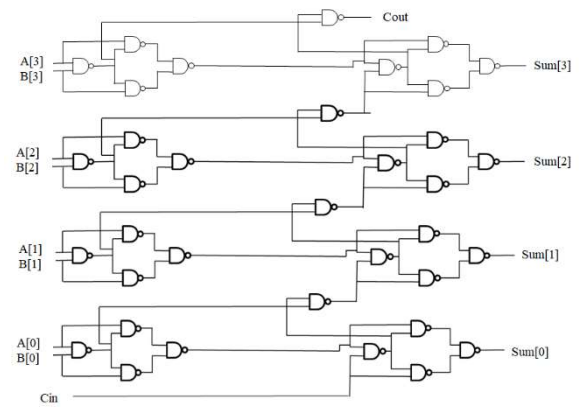 Cout
A[3]
B[3]
Sum[3]
A[2]
B[2]
Sum[2]
A[1]
B[1]
Sum[1]
A[0]
B[0]
Sum[0]
Cin